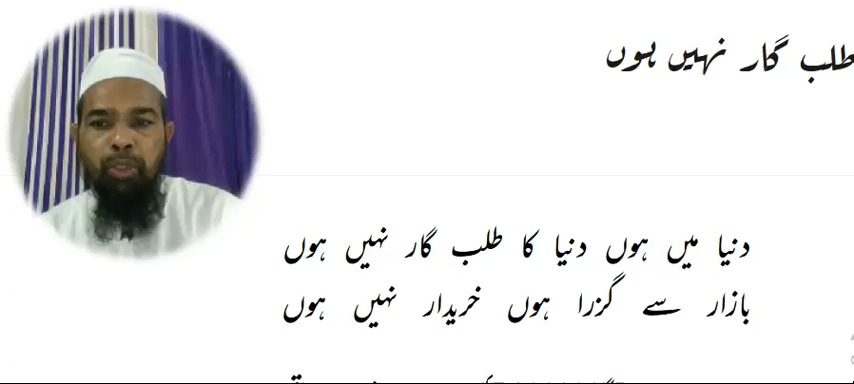 طلب گار نہیں ہوں
دنیا میں ہوں دنیا کا طلب گار نہیں ہوں
بازار سے گزرا ہوں خریدار نہیں ہوں